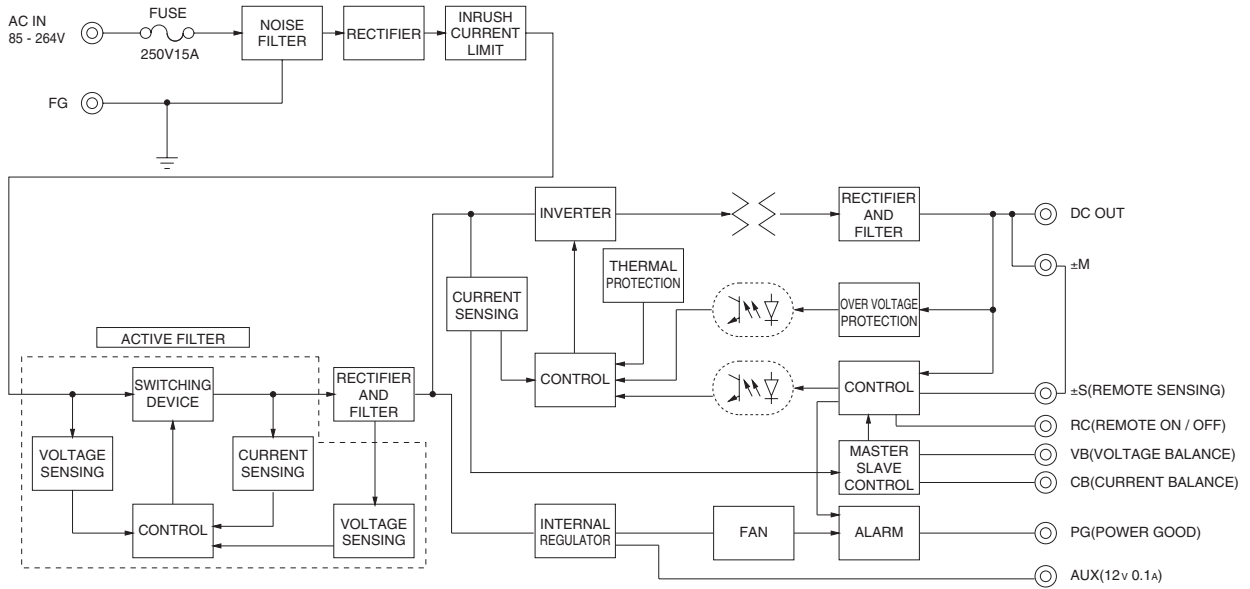 AC IN
85 - 264V
FUSE
250V15A
NOISE
FILTER
RECTIFIER
INRUSH
CURRENT
LIMIT
FG
INVERTER
RECTIFIER
AND
FILTER
DC OUT
±M
THERMAL
PROTECTION
CURRENT
SENSING
OVER VOLTAGE
PROTECTION
ACTIVE FILTER
SWITCHING
DEVICE
RECTIFIER
AND
FILTER
CONTROL
CONTROL
±S(REMOTE SENSING)
RC(REMOTE ON / OFF)
VOLTAGE
SENSING
CURRENT
SENSING
MASTER
SLAVE
CONTROL
VB(VOLTAGE BALANCE)
CB(CURRENT BALANCE)
CONTROL
VOLTAGE
SENSING
INTERNAL
REGULATOR
FAN
ALARM
PG(POWER GOOD)
AUX(12V 0.1A)